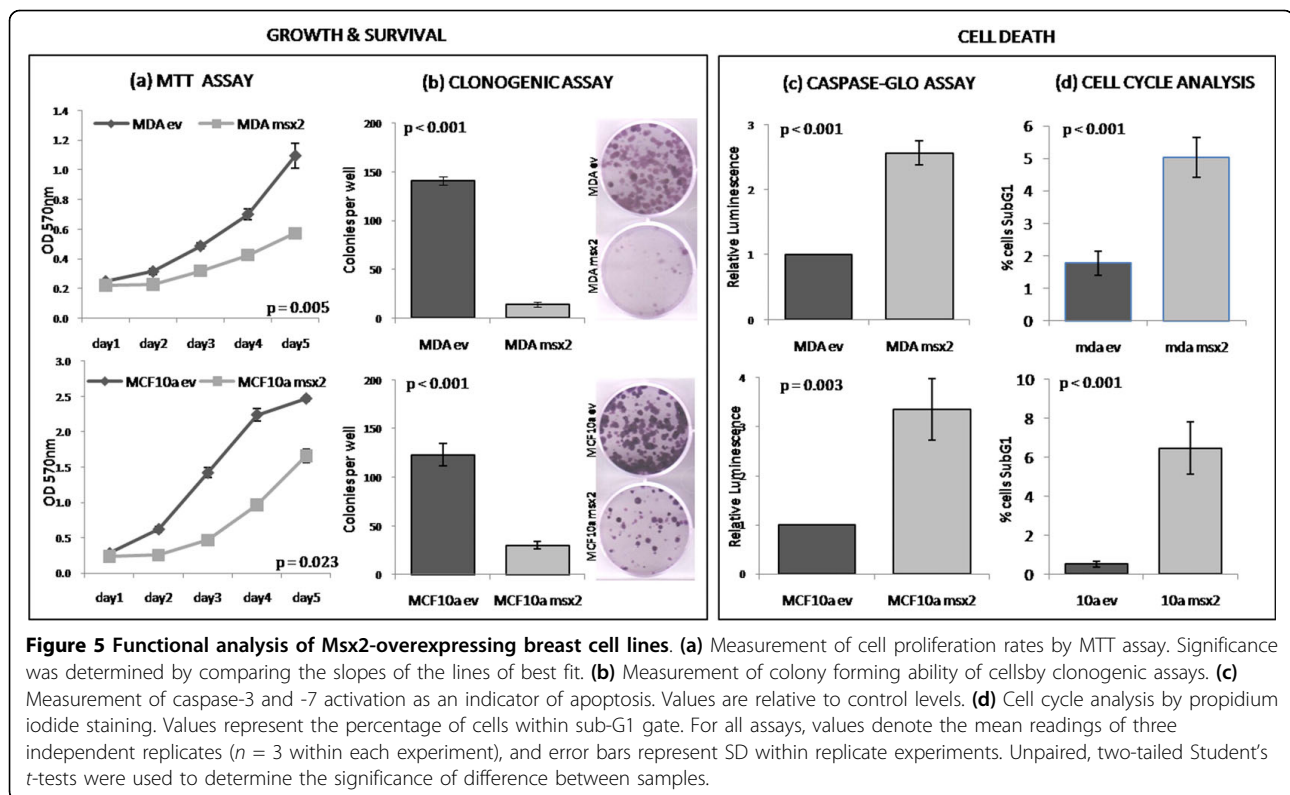 GROWTH & SURVIVAL
(a) MTT ASSAY
1.4
1.2
1.0
0.8
0.6
0.4
0.2
0.0
OD 570nm
MDA ev
MDA msx2
p = 0.005
day1 day2 day3 day4 day5
3.0
2.5
2.0
1.5
1.0
0.5
0.0
OD 570nm
MCF10a ev
MCF10a msx2
p = 0.023
day1 day2 day3 day4 day5
(b) CLONOGENIC ASSAY
200
150
100
50
0
Colonies per well
p < 0.001
MDA ev
MDA msx2
MDA ev
MDA msx2
200
150
100
50
0
Colonies per well
p < 0.001
MCF10a ev
MCF10a msx2
MCF10a ev
MCF10a msx2
CELL DEATH
(c) CASPASE-GLO ASSAY
3
2
1
0
Relative Luminescence
p < 0.001
MDA ev
MDA msx2
4
3
2
1
0
Relative Luminescence
p = 0.003
MCF10a ev
MCF10a msx2
(d) CELL CYCLE ANALYSIS
6
5
4
3
2
1
0
% cells SubG1
p < 0.001
mda ev
mda msx2
10
8
6
4
2
0
% cells SubG1
p < 0.001
10a ev
10a msx2
Figure 5 Functional analysis of Msx2-overexpressing breast cell lines. (a) Measurement of cell proliferation rates by MTT assay. Significance
was determined by comparing the slopes of the lines of best fit. (b) Measurement of colony forming ability of cellsby clonogenic assays. (c)
Measurement of caspase-3 and -7 activation as an indicator of apoptosis. Values are relative to control levels. (d) Cell cycle analysis by propidium
iodide staining. Values represent the percentage of cells within sub-G1 gate. For all assays, values denote the mean readings of three
independent replicates (n = 3 within each experiment), and error bars represent SD within replicate experiments. Unpaired, two-tailed Student's
t-tests were used to determine the significance of difference between samples.